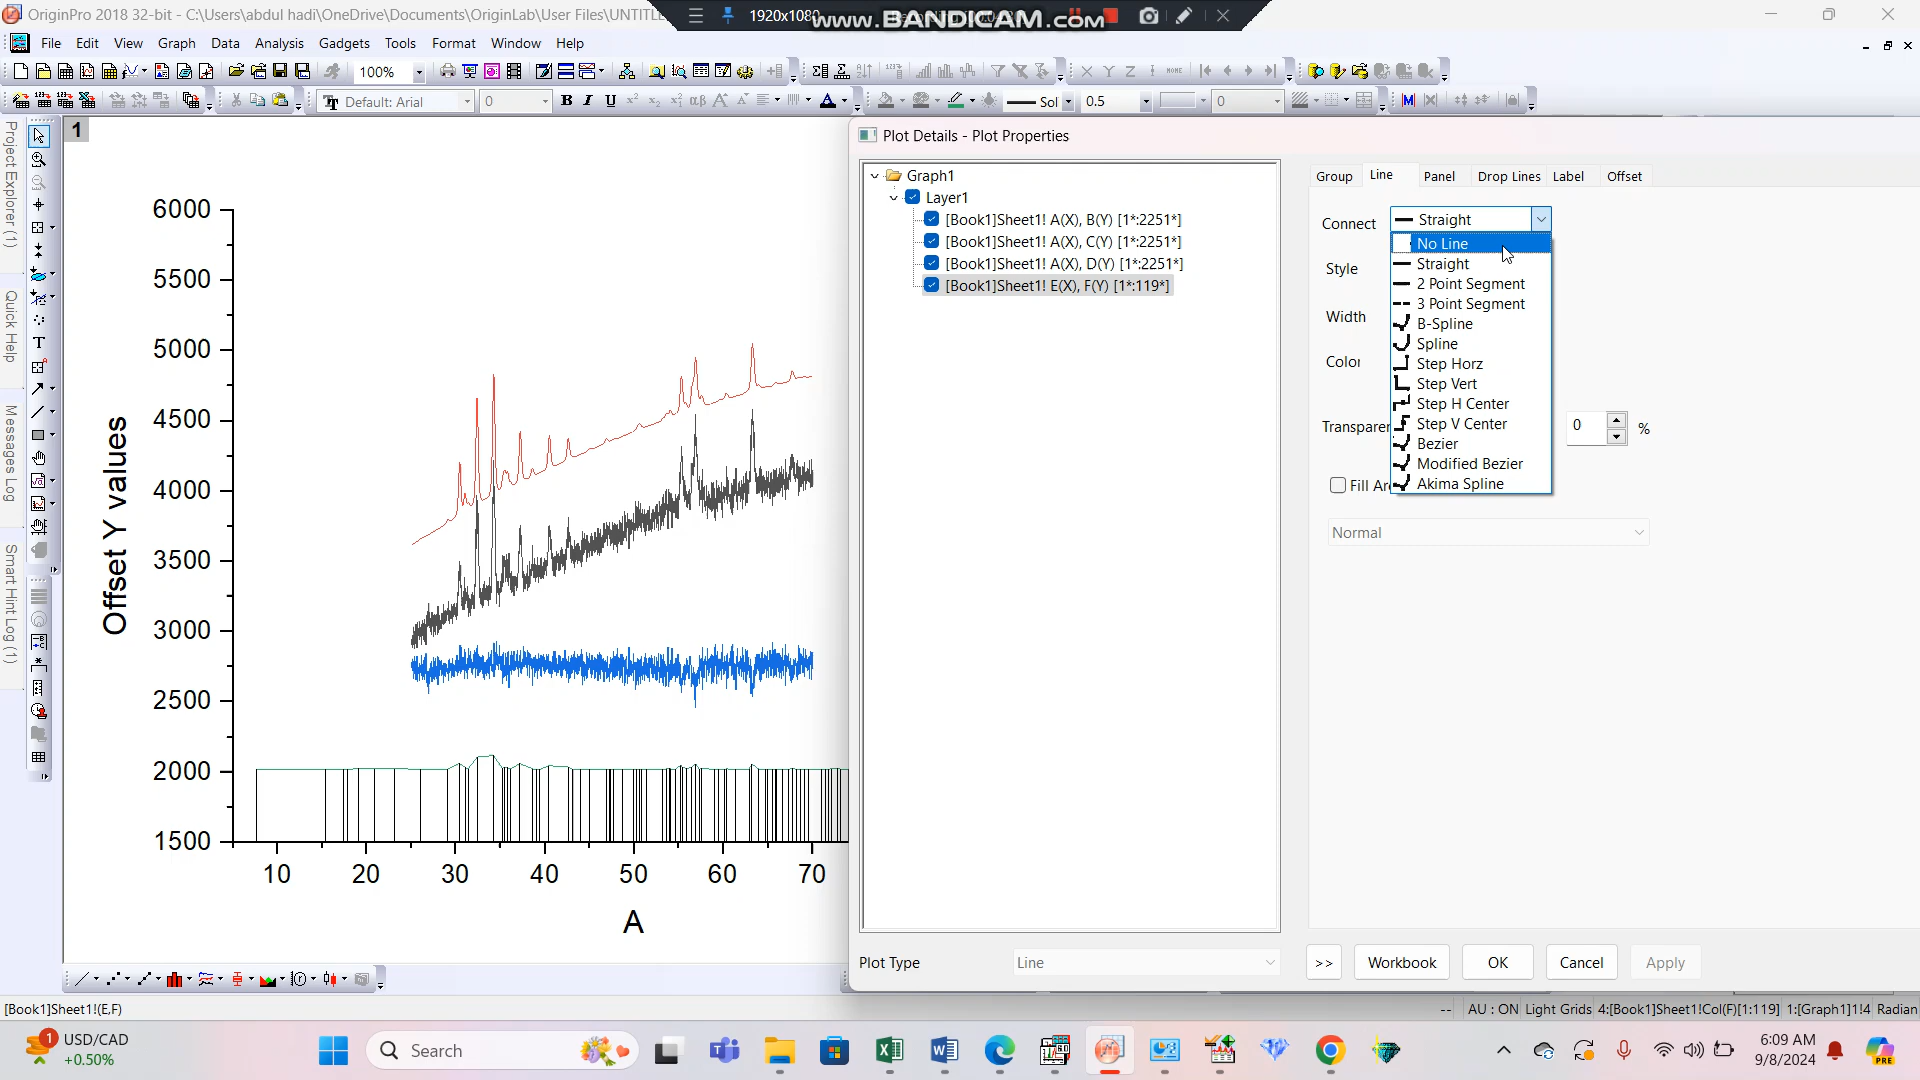 OriginPro 2018 32-bit - C:\Users\abdul hadi\OneDrive\Documents\OriginLab\User Files\UNTITLE
1920x1080
www.BANDICAM.com
File Edit View Graph Data Analysis Gadgets Tools Format Window Help
100%
Default: Arial 0 B I U Sol 0.5 0
Project Explorer (1)
Quick Help
Messages Log
Smart Hint Log (1)
1
6000
5500
5000
4500
4000
3500
3000
2500
2000
1500
Offset Y values
10 20 30 40 50 60 70
A
Plot Details - Plot Properties
Graph1
Layer1
[Book1]Sheet1! A(X), B(Y) [1*:2251*]
[Book1]Sheet1! A(X), C(Y) [1*:2251*]
[Book1]Sheet1! A(X), D(Y) [1*:2251*]
[Book1]Sheet1! E(X), F(Y) [1*:119*]
Group Line Panel Drop Lines Label Offset
Connect Straight
No Line
Straight
2 Point Segment
3 Point Segment
B-Spline
Spline
Step Horz
Step Vert
Step H Center
Step V Center
Bezier
Modified Bezier
Akima Spline
Style
Width
Color
Transparen 0 %
Fill Are
Normal
Plot Type Line >> Workbook OK Cancel Apply
[Book1]Sheet1!(E,F) -- AU : ON Light Grids 4:[Book1]Sheet1!Col(F)[1:119] 1:[Graph1]1!4 Radian
1 USD/CAD
+0.50%
Search
6:09 AM
9/8/2024
PRE